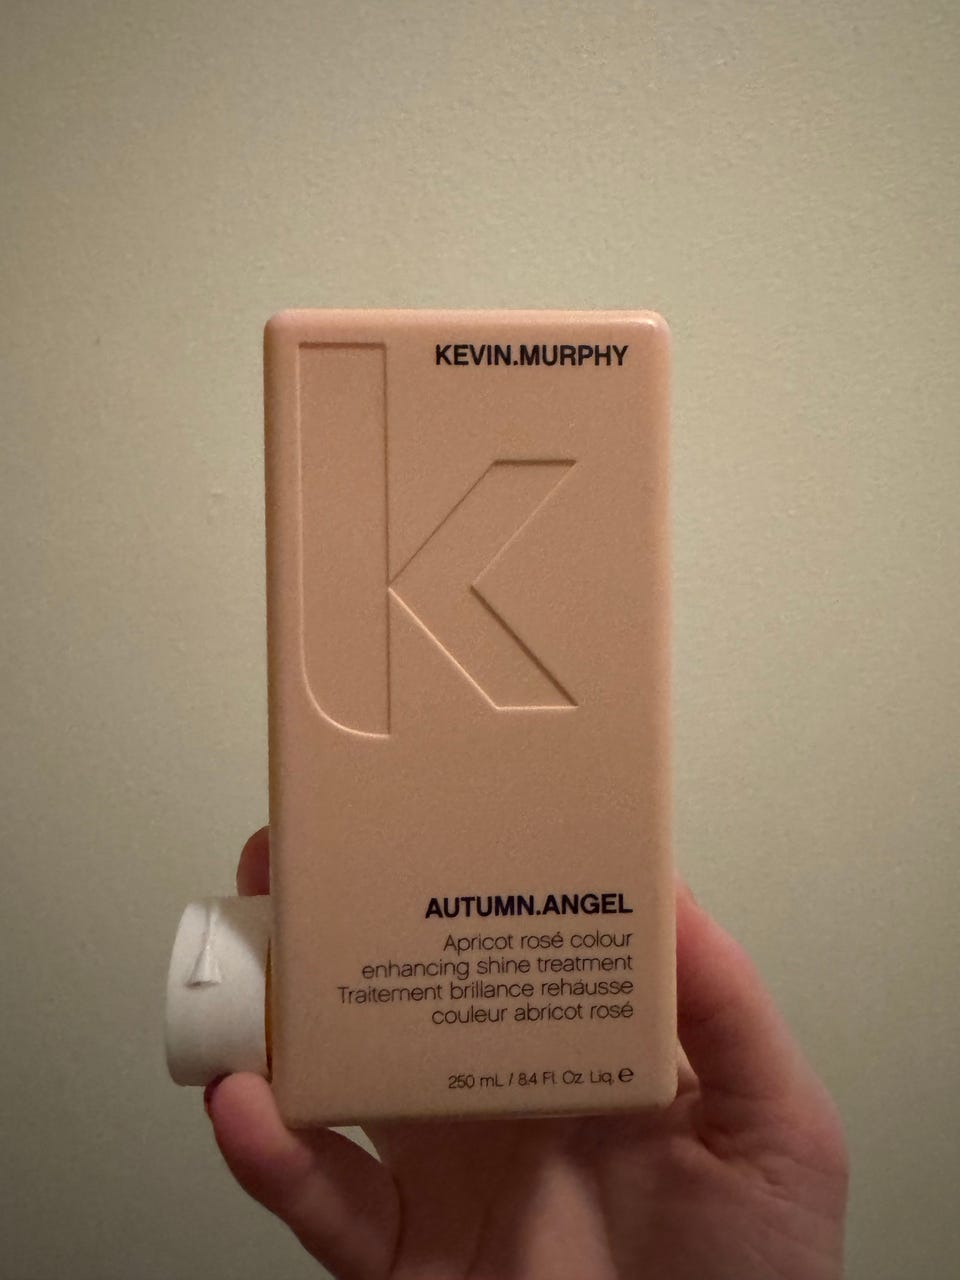 KEVIN.MURPHY
k
AUTUMN.ANGEL
Apricot rosé colour
enhancing shine treatment
Traitement brillance rehausse
couleur abricot rosé
250 mL / 8.4 Fl. Oz. Liq. ℮